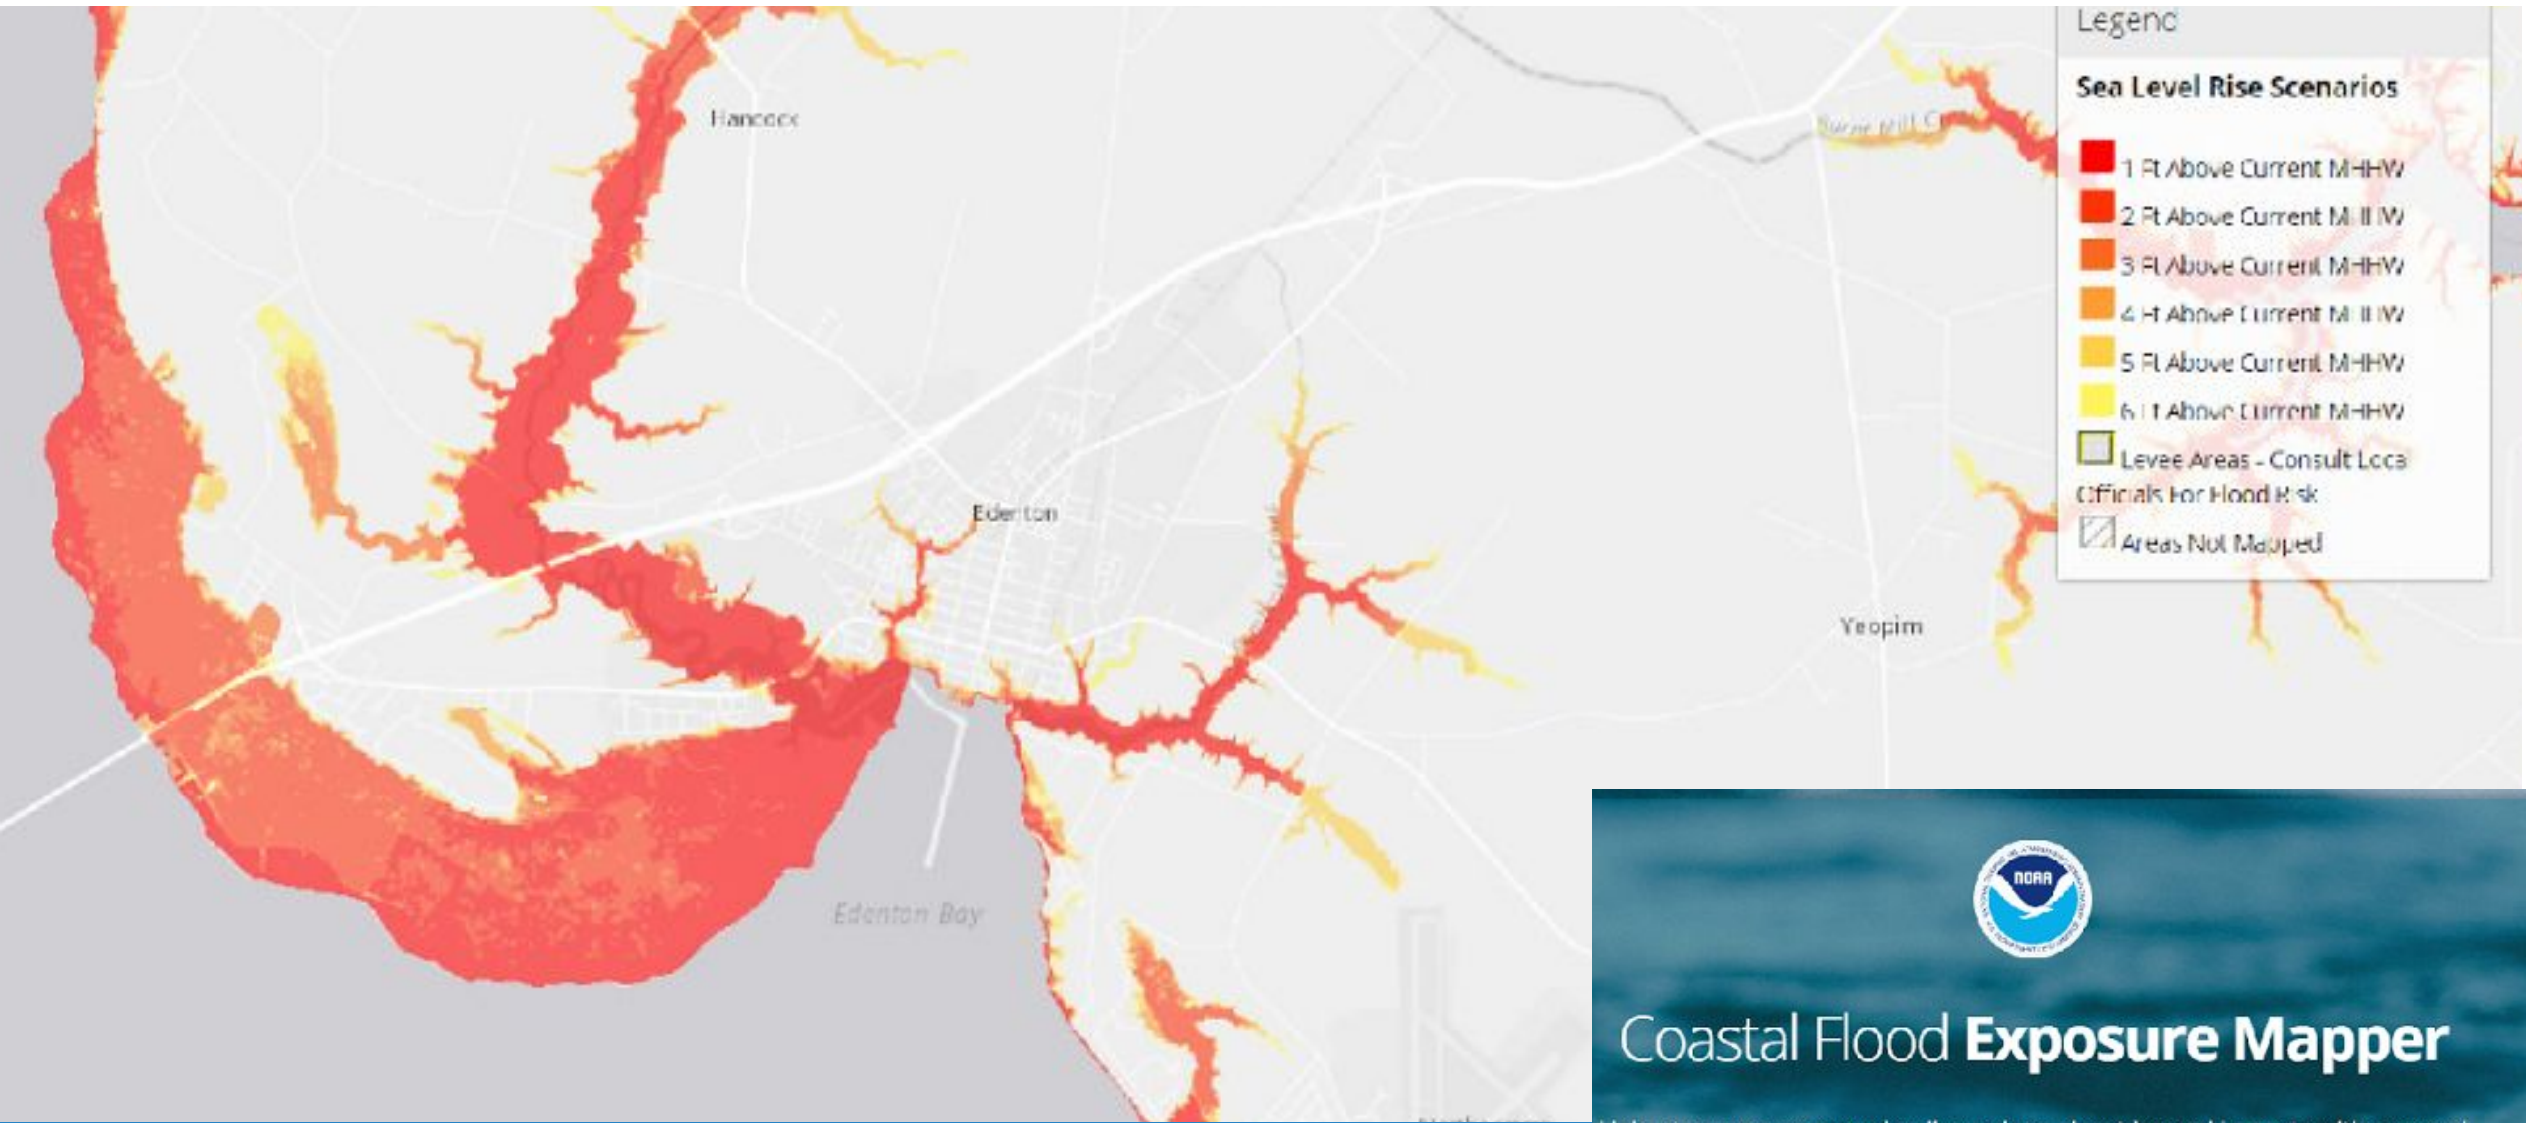 Legend
Sea Level Rise Scenarios
Hancock
1 Ft Above Current MHHW
2 Ft Above Current MHHW
3 Ft Above Current MHHW
4 Ft Above Current MHHW
5 Ft Above Current MHHW
6 Ft Above Current MHHW
Levee Areas - Consult Local
Officials For Flood Risk
Areas Not Mapped
Edenton
Yeopim
Edenton Bay
NOAA
Coastal Flood Exposure Mapper